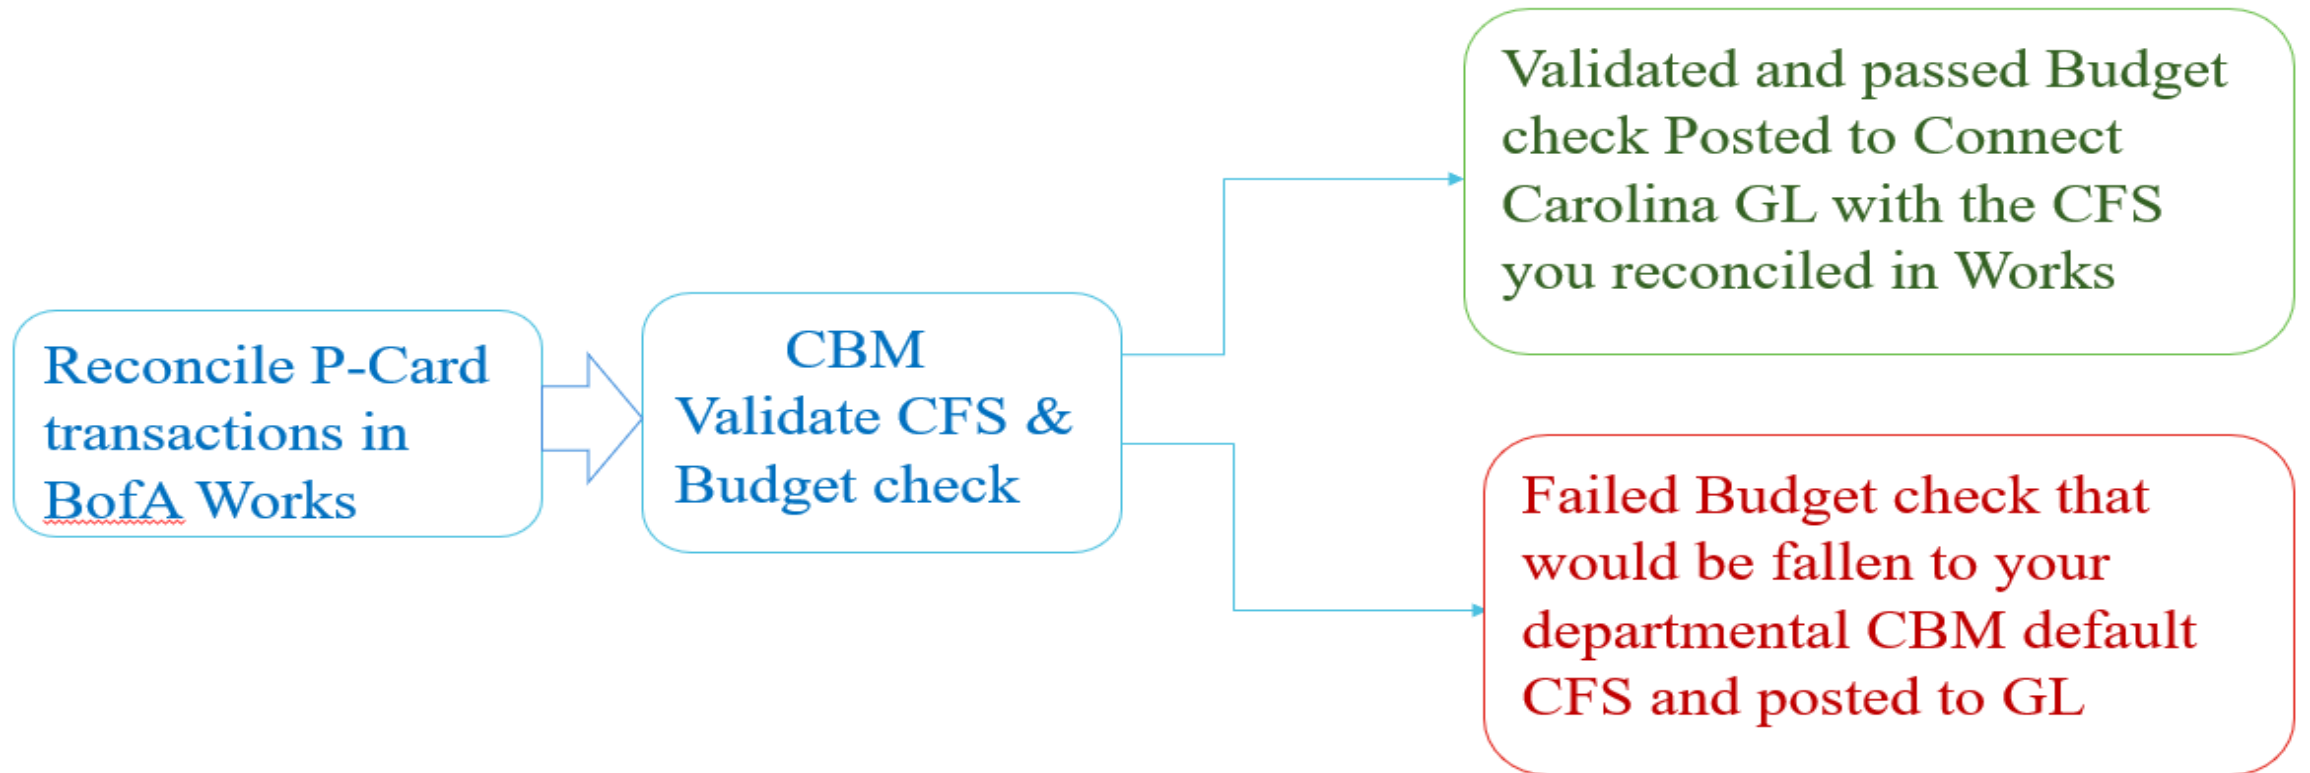 Reconcile P-Card
transactions in
BofA Works
CBM
Validate CFS &
Budget check
Validated and passed Budget
check Posted to Connect
Carolina GL with the CFS
you reconciled in Works
Failed Budget check that
would be fallen to your
departmental CBM default
CFS and posted to GL